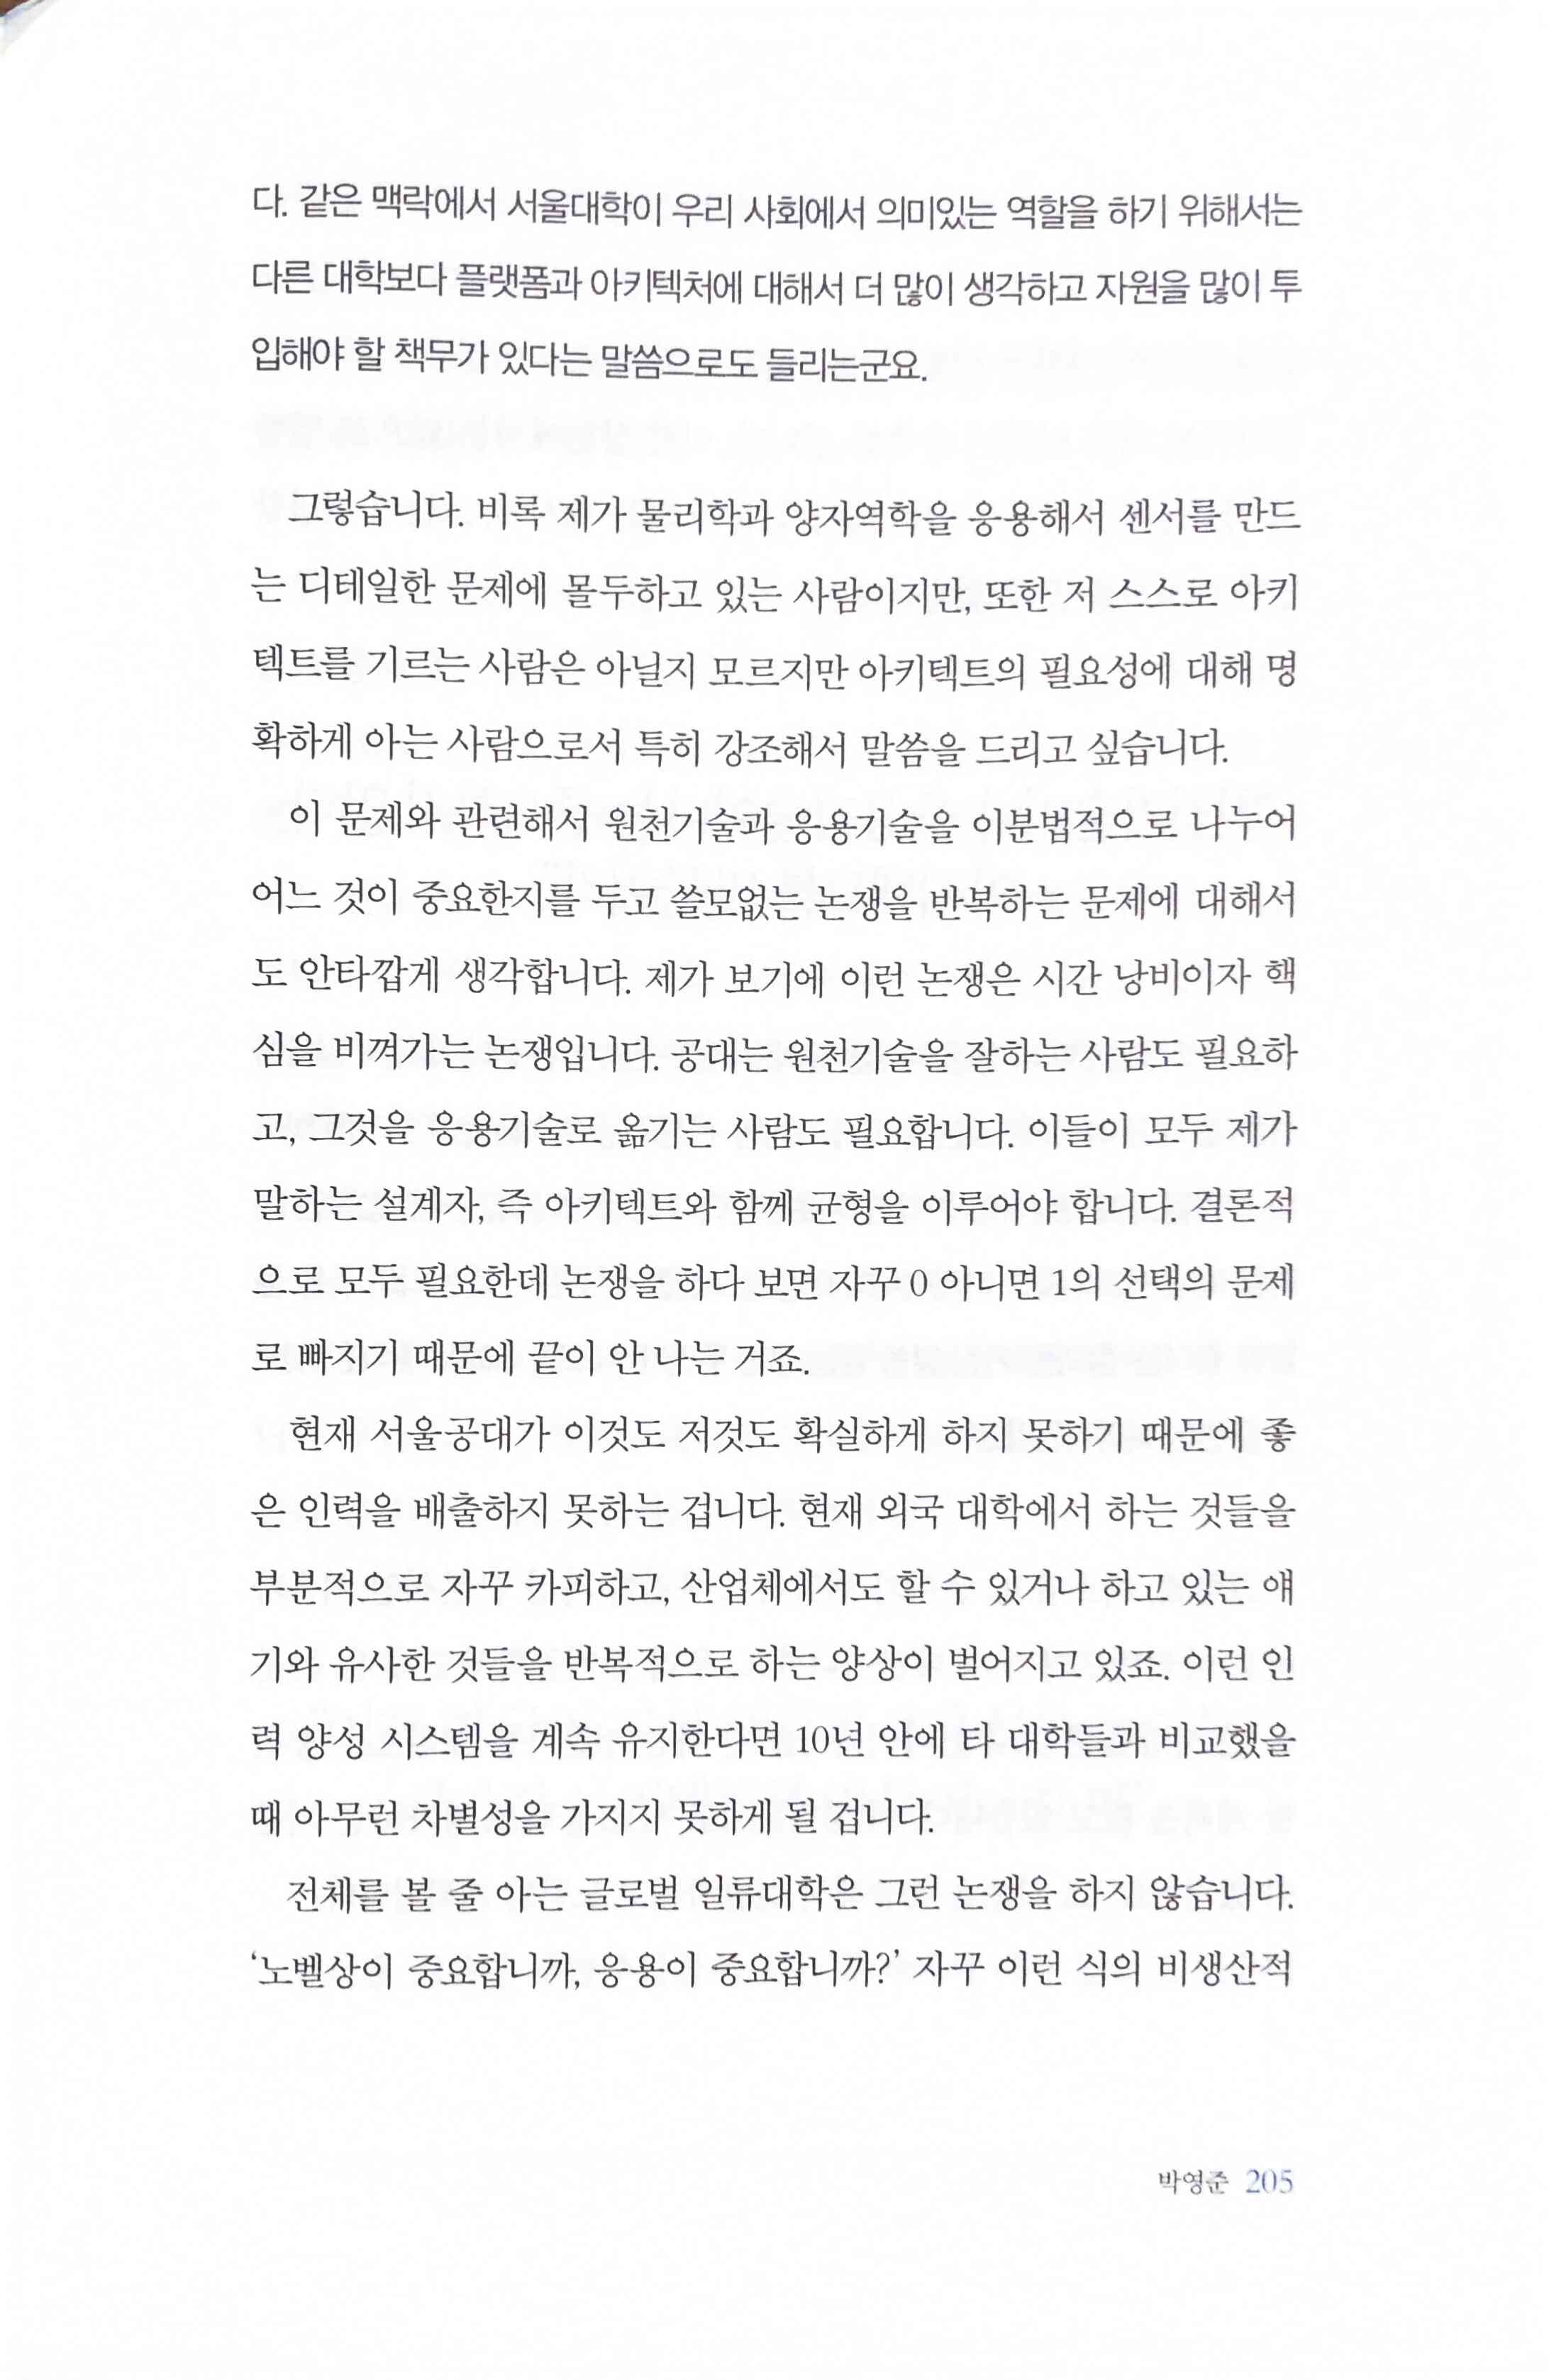 다. 같은 맥락에서 서울대학이 우리 사회에서 의미있는 역할을 하기 위해서는
다른 대학보다 플랫폼과 아키텍처에 대해서 더 많이 생각하고 자원을 많이 투
입해야 할 책무가 있다는 말씀으로도 들리는군요.
그렇습니다. 비록 제가 물리학과 양자역학을 응용해서 센서를 만드
는 디테일한 문제에 몰두하고 있는 사람이지만, 또한 저 스스로 아키
텍트를 기르는 사람은 아닐지 모르지만 아키텍트의 필요성에 대해 명
확하게 아는 사람으로서 특히 강조해서 말씀을 드리고 싶습니다.
이 문제와 관련해서 원천기술과 응용기술을 이분법적으로 나누어
어느 것이 중요한지를 두고 쓸모없는 논쟁을 반복하는 문제에 대해서
도 안타깝게 생각합니다. 제가 보기에 이런 논쟁은 시간 낭비이자 핵
심을 비껴가는 논쟁입니다. 공대는 원천기술을 잘하는 사람도 필요하
고, 그것을 응용기술로 옮기는 사람도 필요합니다. 이들이 모두 제가
말하는 설계자, 즉 아키텍트와 함께 균형을 이루어야 합니다. 결론적
으로 모두 필요한데 논쟁을 하다 보면 자꾸 0 아니면 1의 선택의 문제
로 빠지기 때문에 끝이 안 나는 거죠.
현재 서울공대가 이것도 저것도 확실하게 하지 못하기 때문에 좋
은 인력을 배출하지 못하는 겁니다. 현재 외국 대학에서 하는 것들을
부분적으로 자꾸 카피하고, 산업체에서도 할 수 있거나 하고 있는 얘
기와 유사한 것들을 반복적으로 하는 양상이 벌어지고 있죠. 이런 인
력 양성 시스템을 계속 유지한다면 10년 안에 타 대학들과 비교했을
때 아무런 차별성을 가지지 못하게 될 겁니다.
전체를 볼 줄 아는 글로벌 일류대학은 그런 논쟁을 하지 않습니다.
‘노벨상이 중요합니까, 응용이 중요합니까?’ 자꾸 이런 식의 비생산적
박영준 205